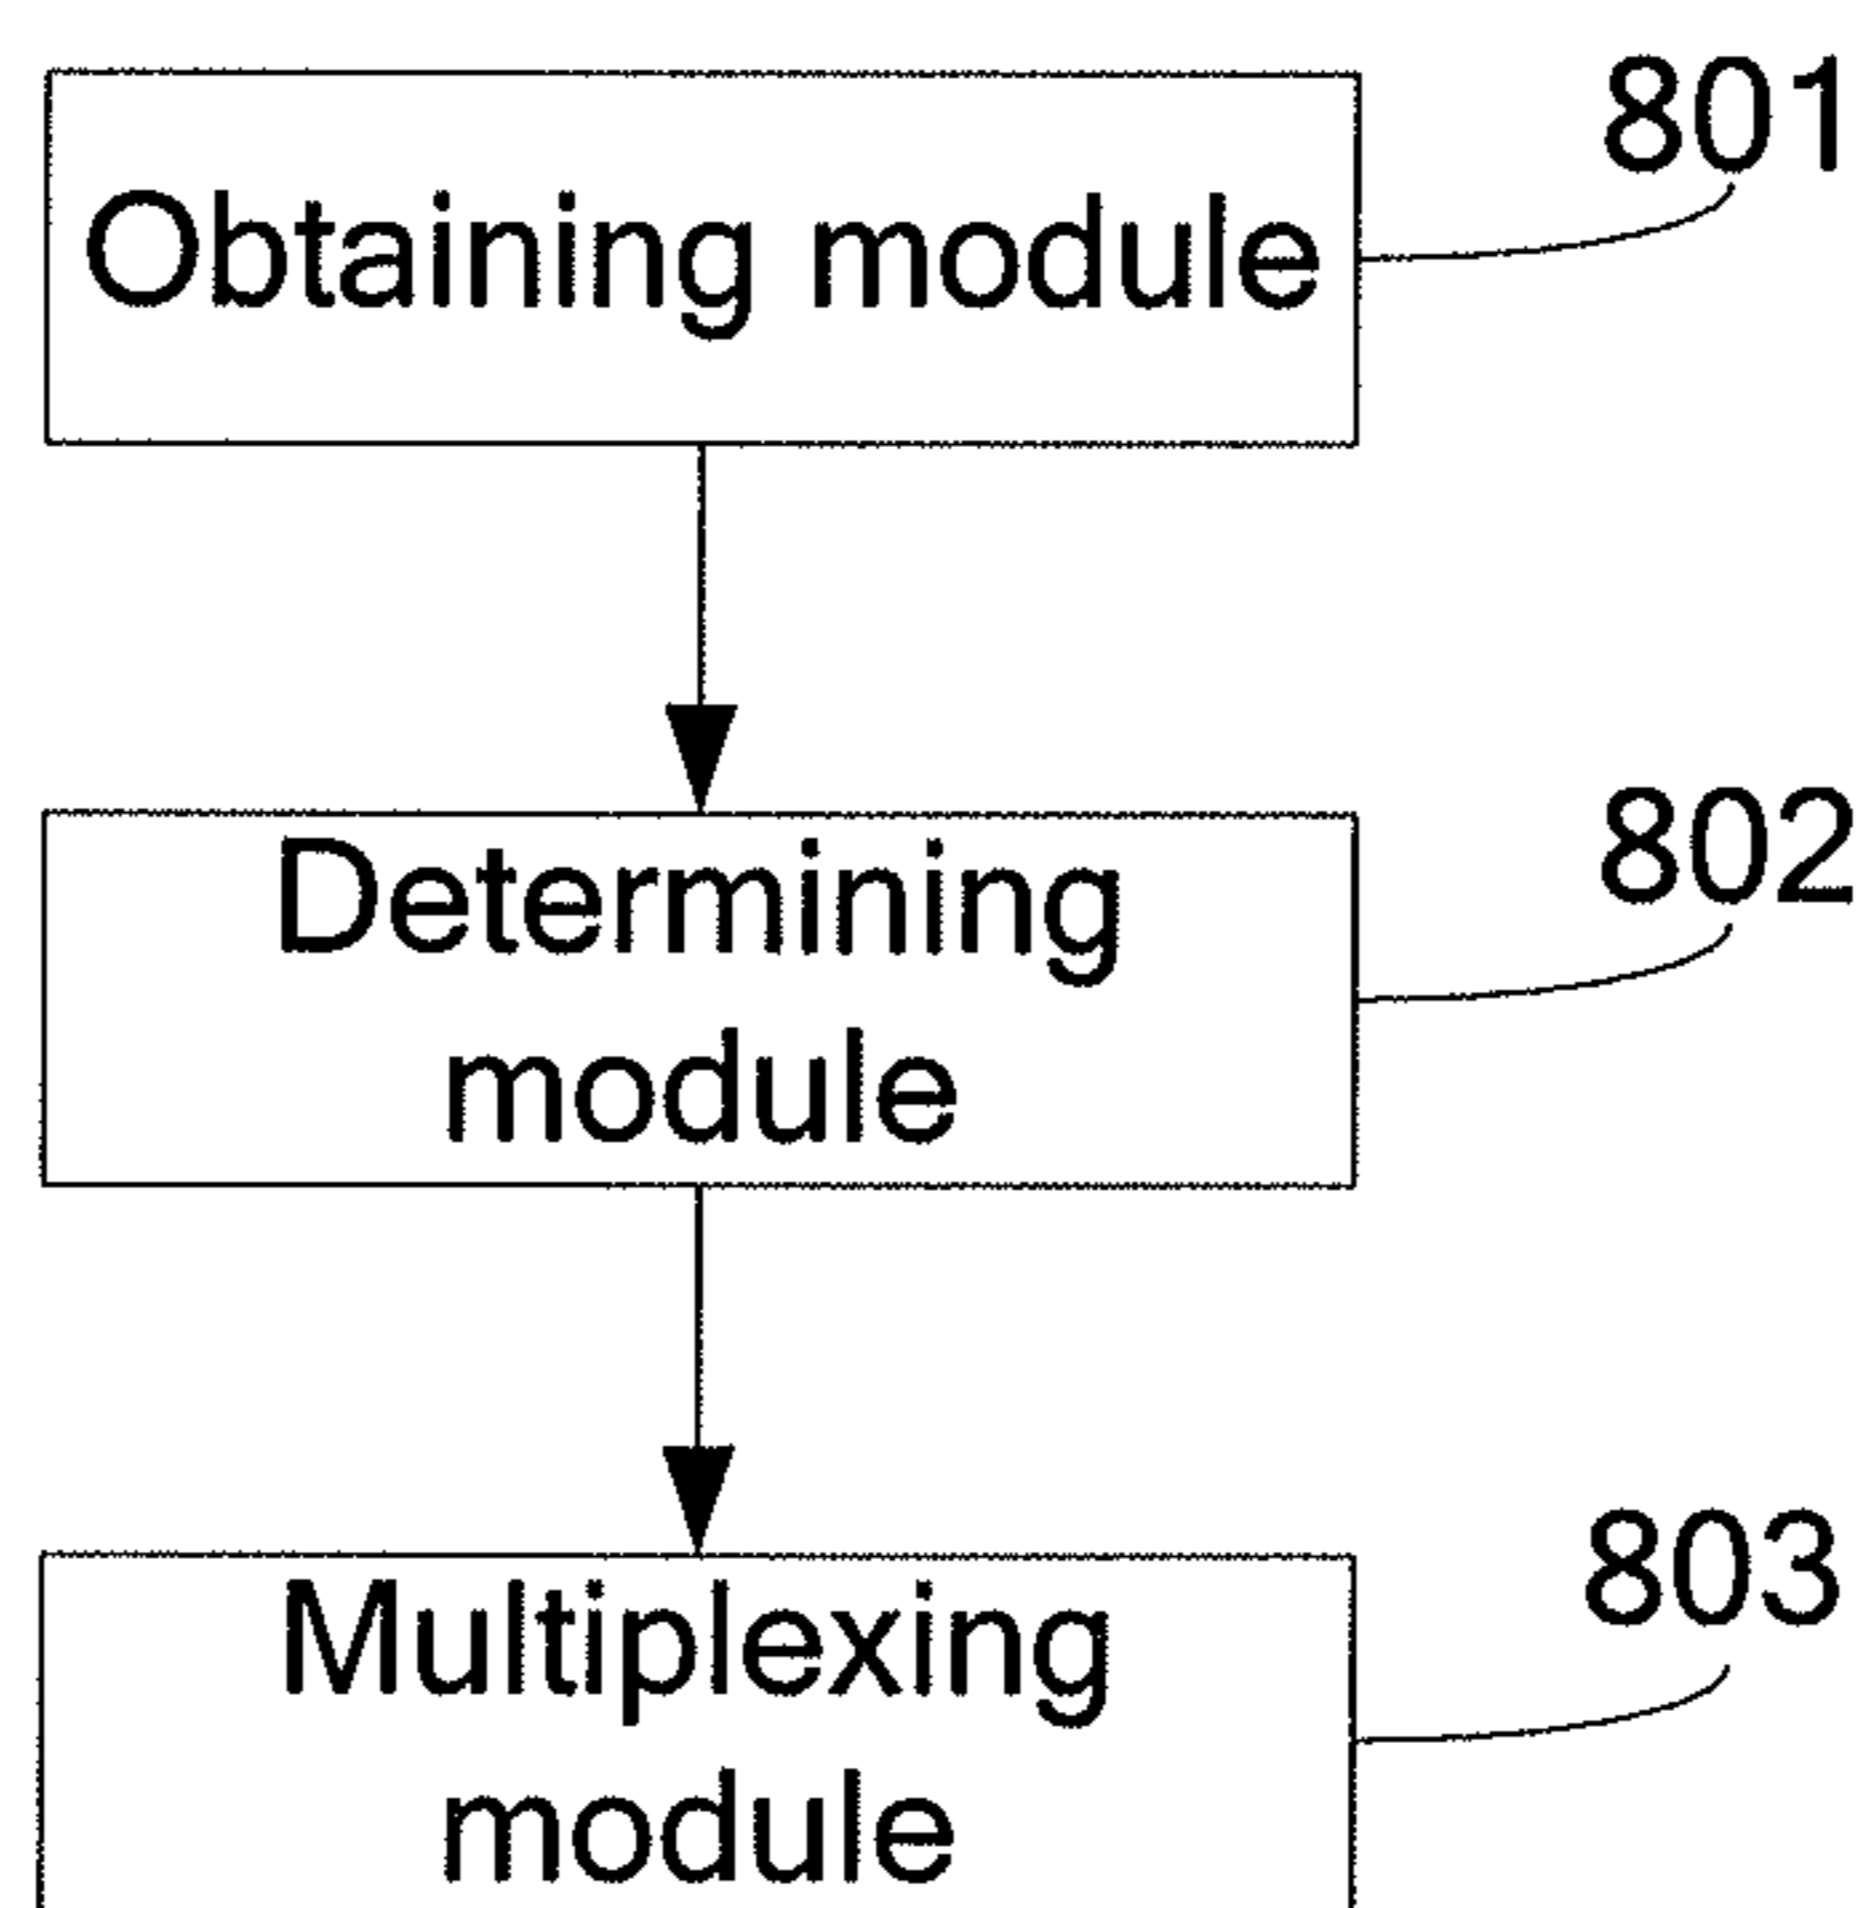 801
Obtaining module
802
Determining
module
803
Multiplexing
module